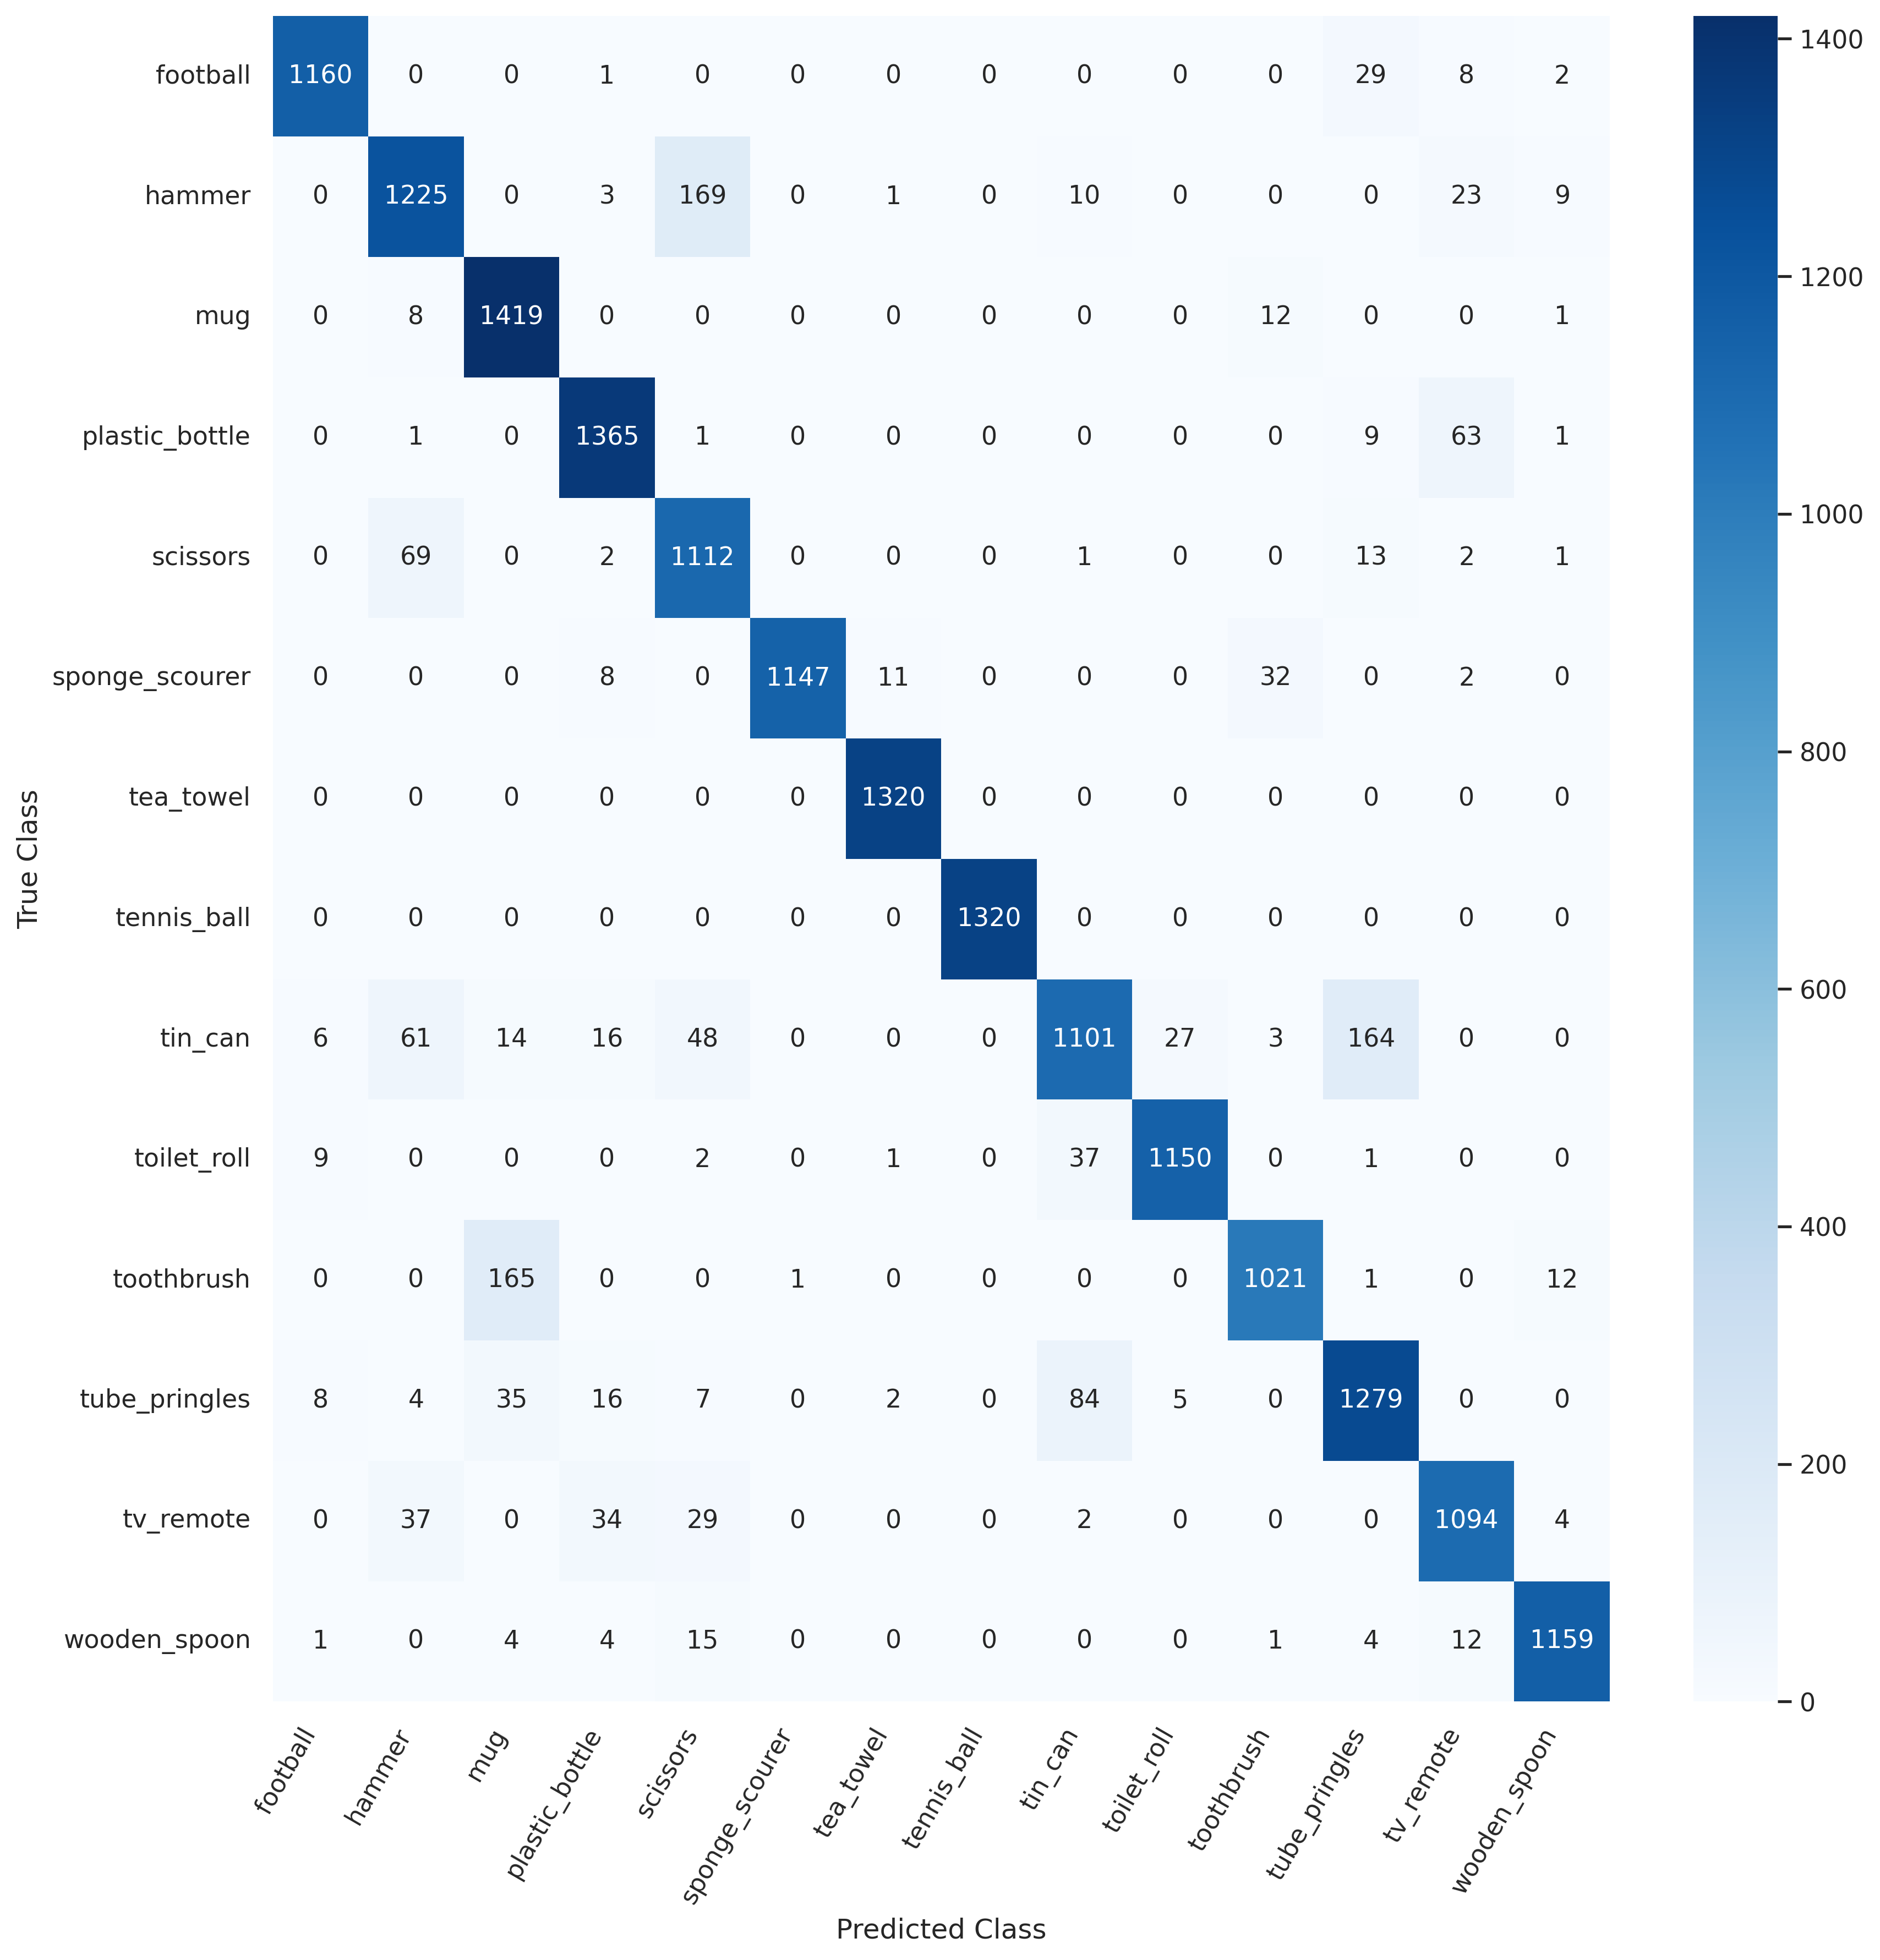 football 1160 0 0 1 0 0 0 0 0 0 0 29 8 2
hammer 0 1225 0 3 169 0 1 0 10 0 0 0 23 9
mug 0 8 1419 0 0 0 0 0 0 0 12 0 0 1
plastic_bottle 0 1 0 1365 1 0 0 0 0 0 0 9 63 1
scissors 0 69 0 2 1112 0 0 0 1 0 0 13 2 1
sponge_scourer 0 0 0 8 0 1147 11 0 0 0 32 0 2 0
tea_towel 0 0 0 0 0 0 1320 0 0 0 0 0 0 0
tennis_ball 0 0 0 0 0 0 0 1320 0 0 0 0 0 0
tin_can 6 61 14 16 48 0 0 0 1101 27 3 164 0 0
toilet_roll 9 0 0 0 2 0 1 0 37 1150 0 1 0 0
toothbrush 0 0 165 0 0 1 0 0 0 0 1021 1 0 12
tube_pringles 8 4 35 16 7 0 2 0 84 5 0 1279 0 0
tv_remote 0 37 0 34 29 0 0 0 2 0 0 0 1094 4
wooden_spoon 1 0 4 4 15 0 0 0 0 0 1 4 12 1159
True Class
football hammer mug plastic_bottle scissors sponge_scourer tea_towel tennis_ball tin_can toilet_roll toothbrush tube_pringles tv_remote wooden_spoon
Predicted Class
1400
1200
1000
800
600
400
200
0